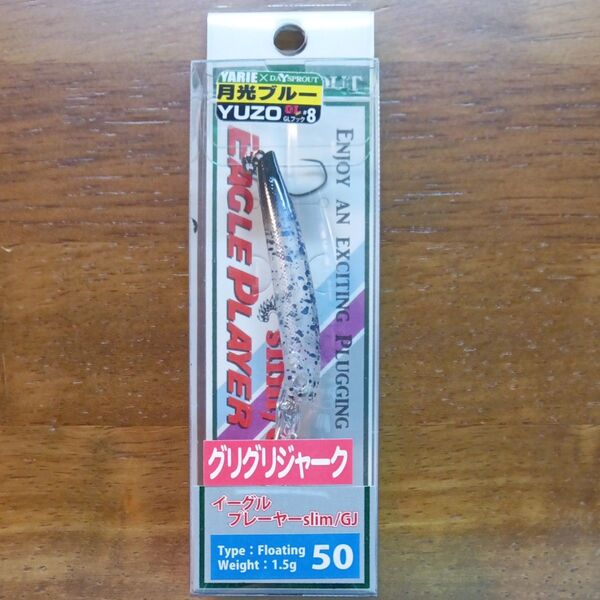 YARIE×DAYSPROUT
月光ブルー
YUZO GL #8
GLフック
EAGLE PLAYER
slim
ENJOY AN EXCITING PLUGGING
グリグリジャーク
イーグル
プレーヤーslim/GJ
Type：Floating
Weight：1.5g
50